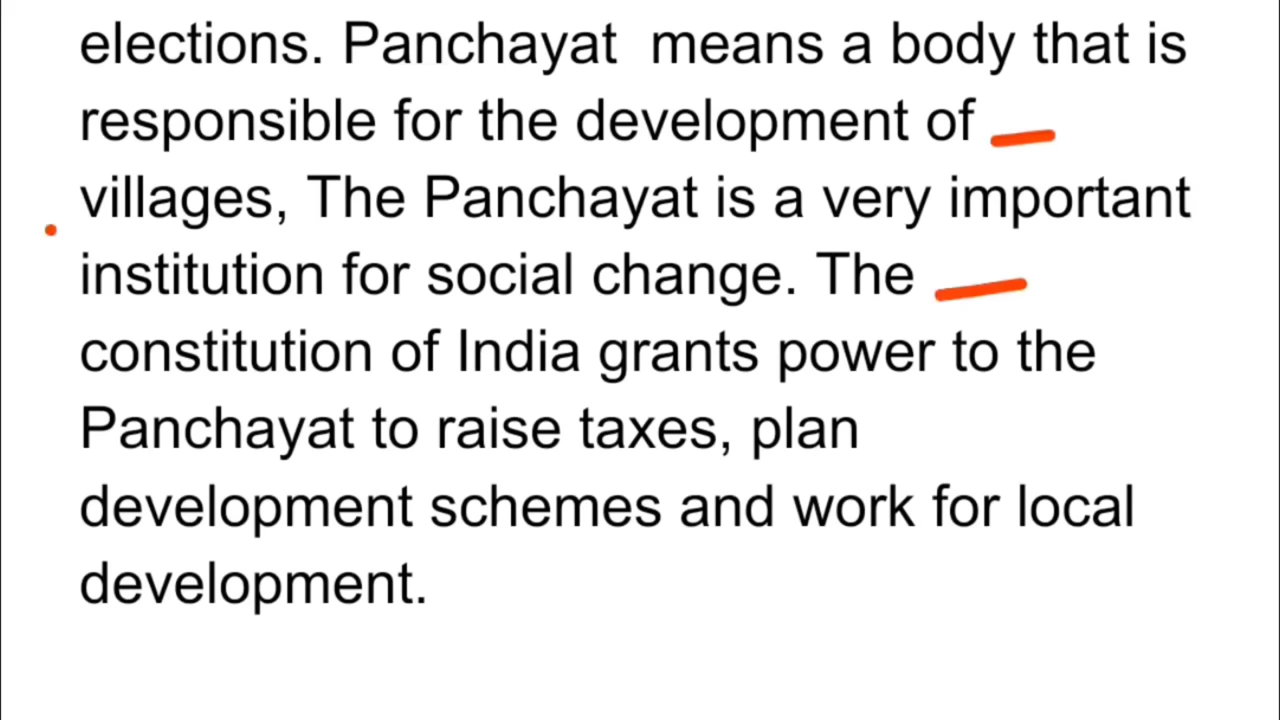 elections. Panchayat  means a body that is
responsible for the development of
villages, The Panchayat is a very important
institution for social change. The
constitution of India grants power to the
Panchayat to raise taxes, plan
development schemes and work for local
development.